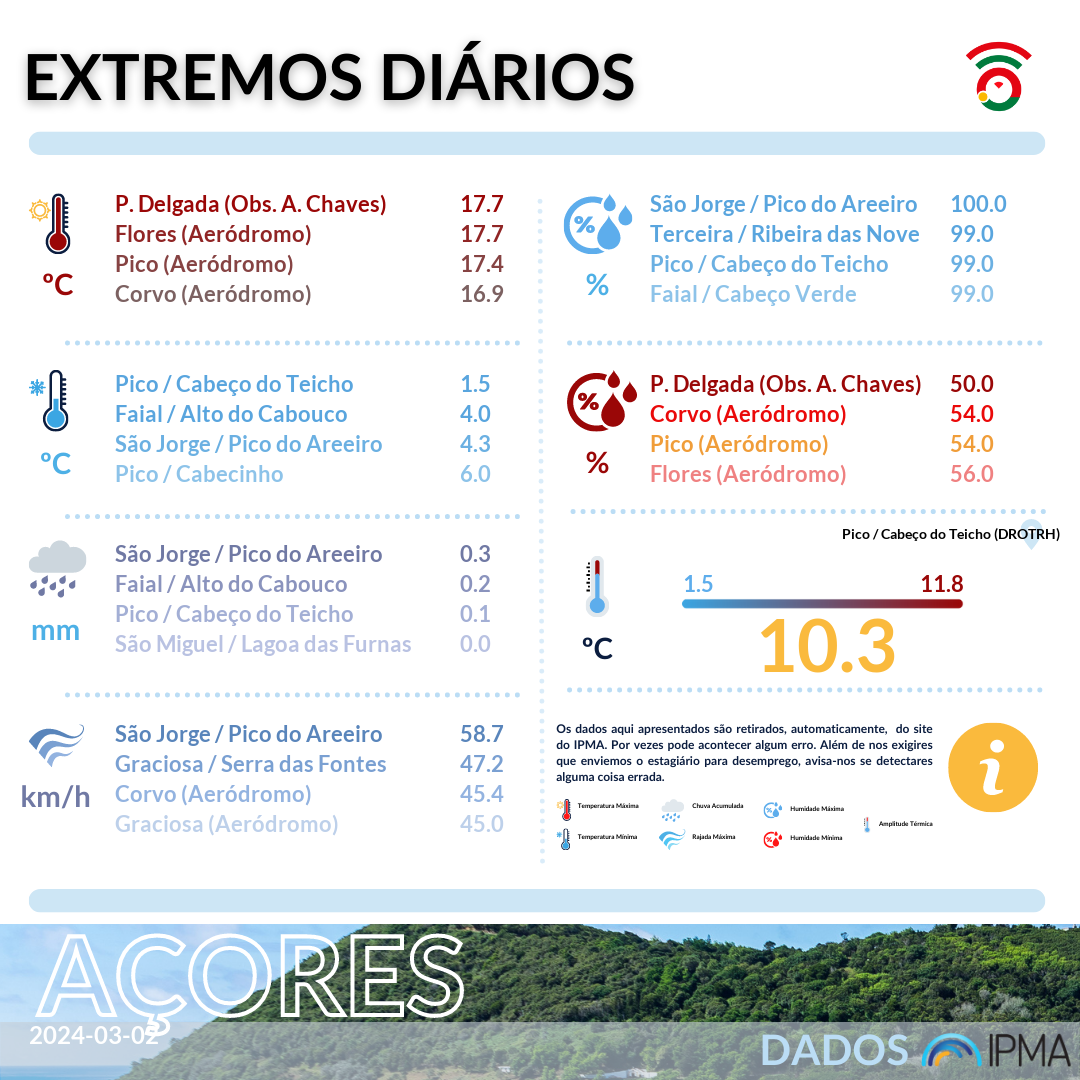 EXTREMOS DIÁRIOS
P. Delgada (Obs. A. Chaves) 17.7
Flores (Aeródromo) 17.7
Pico (Aeródromo) 17.4
Corvo (Aeródromo) 16.9
ºC
Pico / Cabeço do Teicho 1.5
Faial / Alto do Cabouco 4.0
São Jorge / Pico do Areeiro 4.3
Pico / Cabecinho 6.0
ºC
São Jorge / Pico do Areeiro 0.3
Faial / Alto do Cabouco 0.2
Pico / Cabeço do Teicho 0.1
São Miguel / Lagoa das Furnas 0.0
mm
São Jorge / Pico do Areeiro 58.7
Graciosa / Serra das Fontes 47.2
Corvo (Aeródromo) 45.4
Graciosa (Aeródromo) 45.0
km/h
São Jorge / Pico do Areeiro 100.0
Terceira / Ribeira das Nove 99.0
Pico / Cabeço do Teicho 99.0
Faial / Cabeço Verde 99.0
%
%
P. Delgada (Obs. A. Chaves) 50.0
Corvo (Aeródromo) 54.0
Pico (Aeródromo) 54.0
Flores (Aeródromo) 56.0
%
%
Pico / Cabeço do Teicho (DROTRH)
1.5 11.8
10.3
ºC
Os dados aqui apresentados são retirados, automaticamente, do site
do IPMA. Por vezes pode acontecer algum erro. Além de nos exigires
que enviemos o estagiário para desemprego, avisa-nos se detectares
alguma coisa errada.
i
Temperatura Máxima
Chuva Acumulada
Humidade Máxima
Amplitude Térmica
Temperatura Mínima
Rajada Máxima
Humidade Mínima
AÇORES
2024-03-02
DADOS IPMA